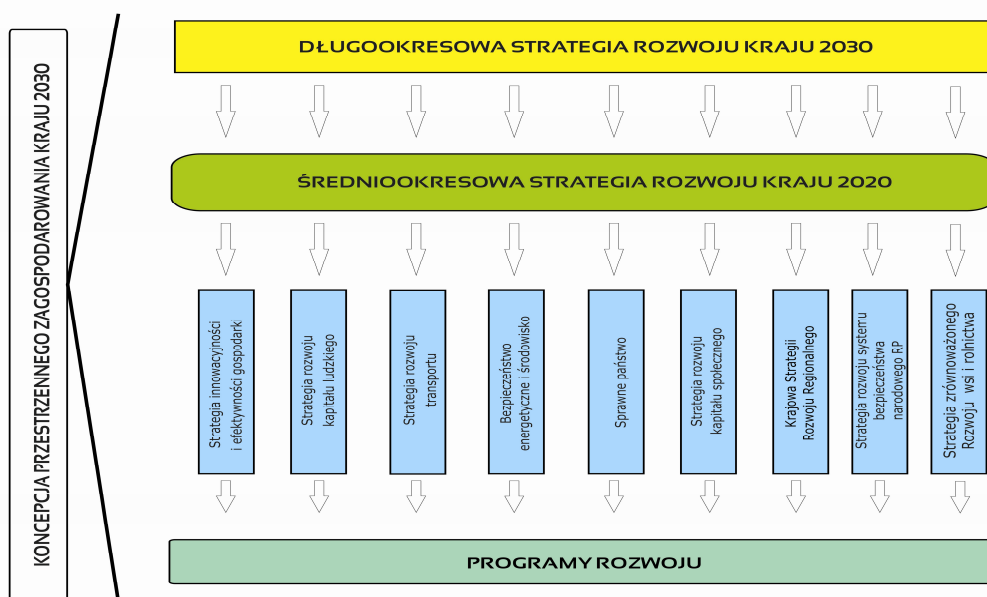 KONCEPCJA PRZESTRZENNEGO ZAGOSPODAROWANIA KRAJU 2030
DŁUGOOKRESOWA STRATEGIA ROZWOJU KRAJU 2030
ŚREDNIOOKRESOWA STRATEGIA ROZWOJU KRAJU 2020
Strategia innowacyjności
i efektywności gospodarki
Strategia rozwoju
kapitału ludzkiego
Strategia rozwoju
transportu
Bezpieczeństwo
energetyczne i środowisko
Sprawne państwo
Strategia rozwoju
kapitału społecznego
Krajowa Strategii
Rozwoju Regionalnego
Strategia rozwoju systemu
bezpieczeństwa
narodowego RP
Strategia zrównoważonego
Rozwoju wsi i rolnictwa
PROGRAMY ROZWOJU